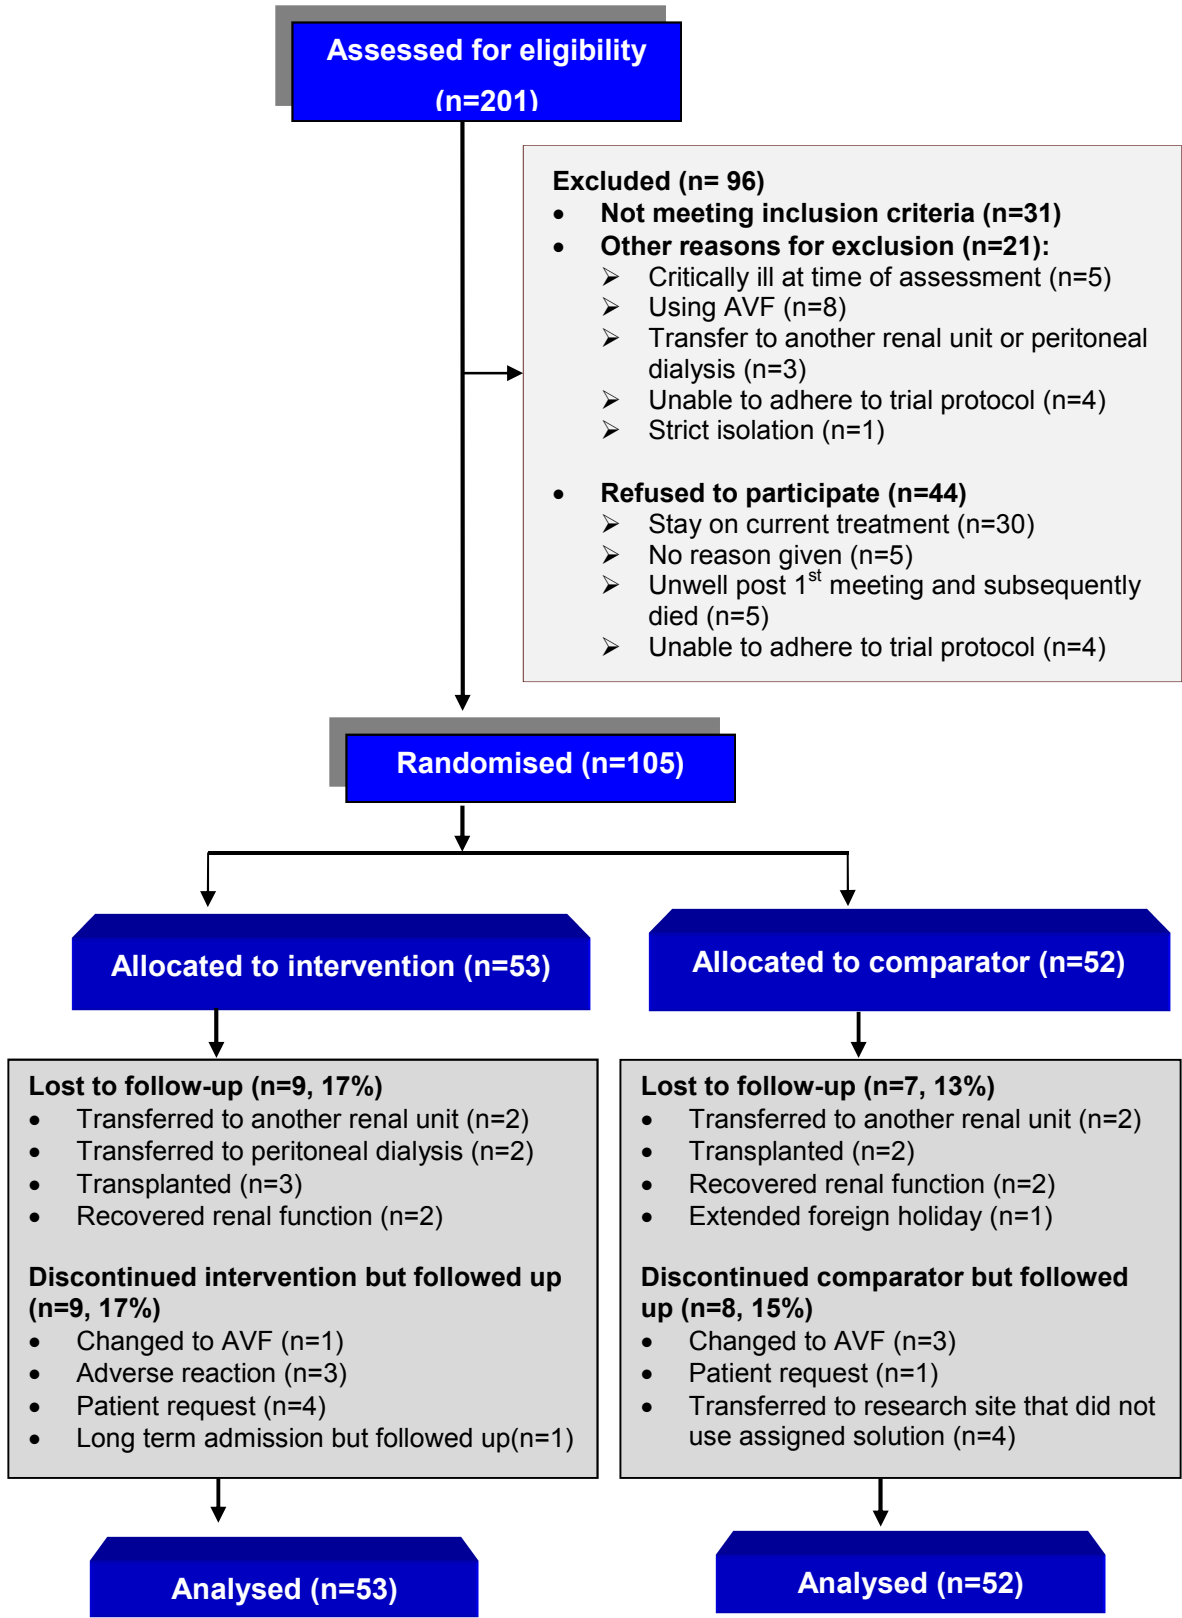 Assessed for eligibility
(n=201)
Excluded (n= 96)
• Not meeting inclusion criteria (n=31)
• Other reasons for exclusion (n=21):
➢ Critically ill at time of assessment (n=5)
➢ Using AVF (n=8)
➢ Transfer to another renal unit or peritoneal
dialysis (n=3)
➢ Unable to adhere to trial protocol (n=4)
➢ Strict isolation (n=1)
• Refused to participate (n=44)
➢ Stay on current treatment (n=30)
➢ No reason given (n=5)
➢ Unwell post 1st meeting and subsequently
died (n=5)
➢ Unable to adhere to trial protocol (n=4)
Randomised (n=105)
Allocated to intervention (n=53)
Allocated to comparator (n=52)
Lost to follow-up (n=9, 17%)
• Transferred to another renal unit (n=2)
• Transferred to peritoneal dialysis (n=2)
• Transplanted (n=3)
• Recovered renal function (n=2)
Discontinued intervention but followed up
(n=9, 17%)
• Changed to AVF (n=1)
• Adverse reaction (n=3)
• Patient request (n=4)
• Long term admission but followed up(n=1)
Lost to follow-up (n=7, 13%)
• Transferred to another renal unit (n=2)
• Transplanted (n=2)
• Recovered renal function (n=2)
• Extended foreign holiday (n=1)
Discontinued comparator but followed
up (n=8, 15%)
• Changed to AVF (n=3)
• Patient request (n=1)
• Transferred to research site that did not
use assigned solution (n=4)
Analysed (n=53)
Analysed (n=52)